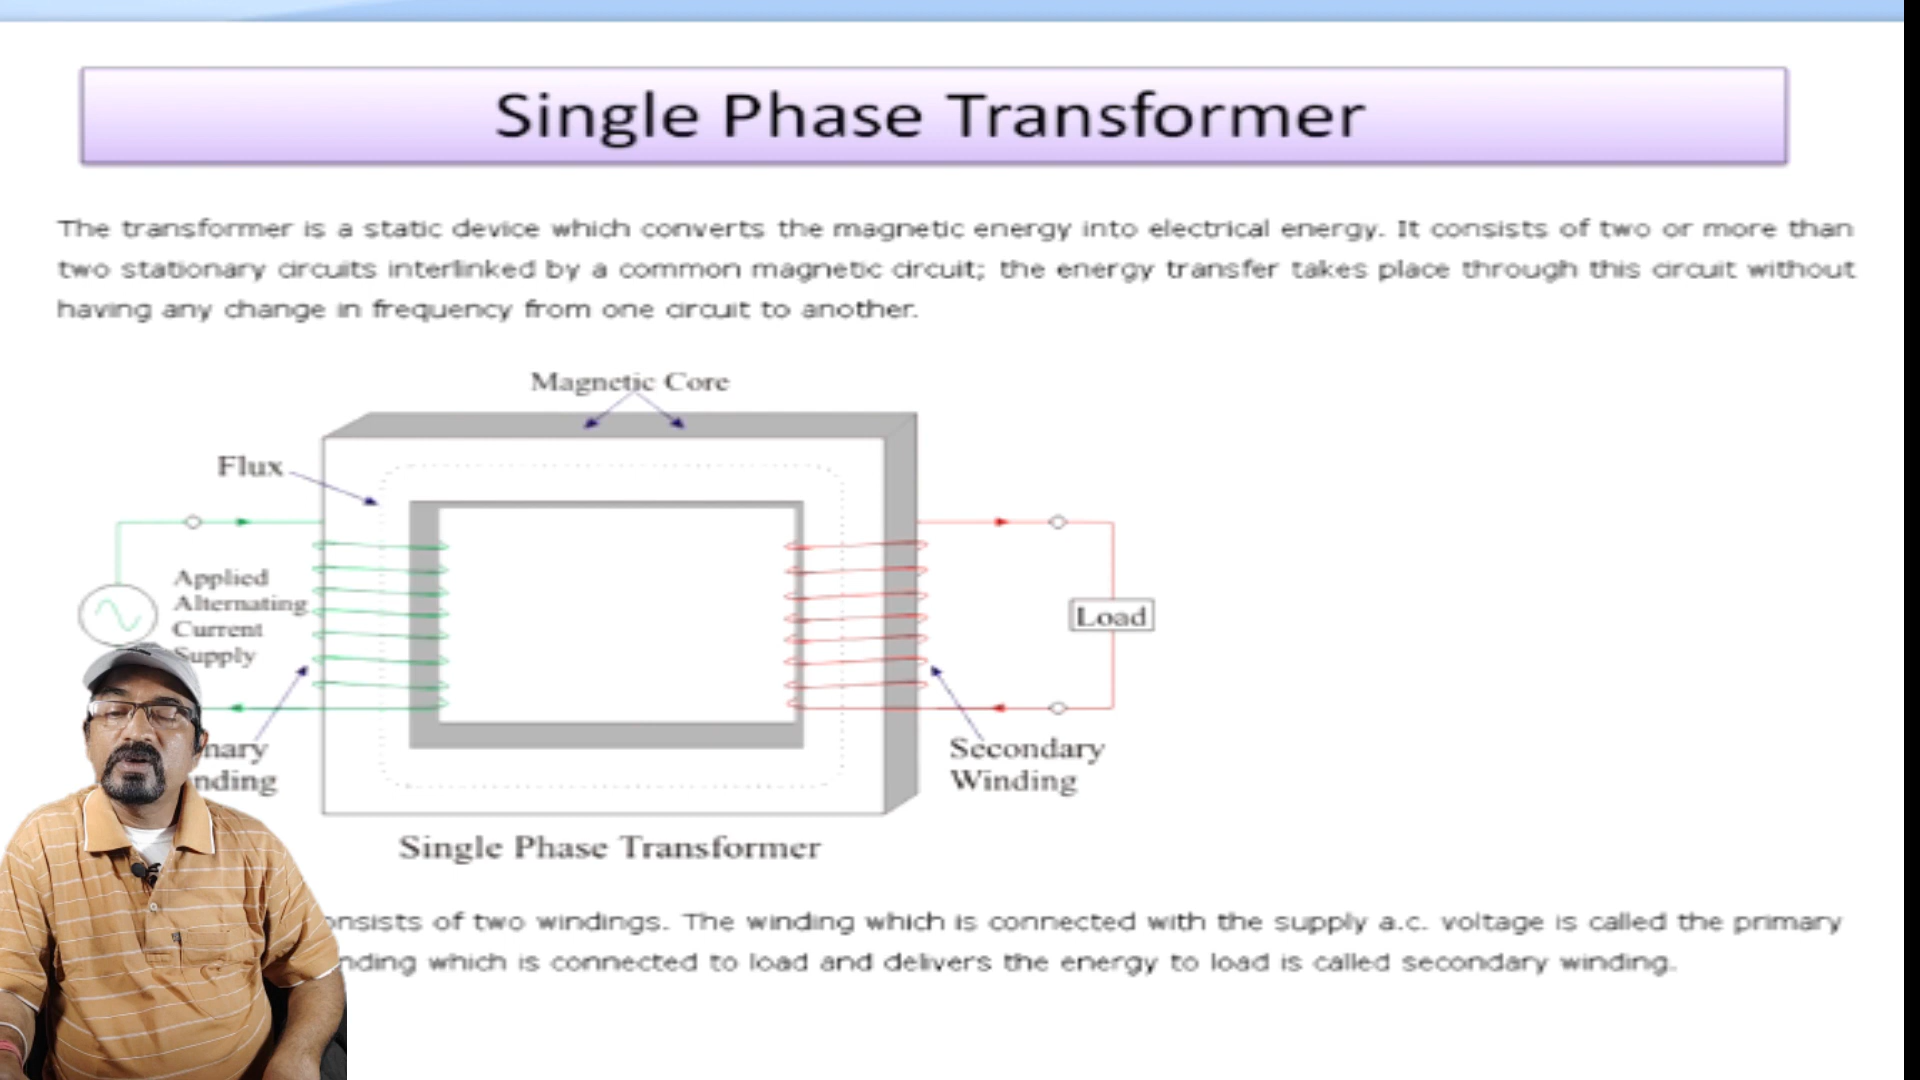 Single Phase Transformer
The transformer is a static device which converts the magnetic energy into electrical energy. It consists of two or more than
two stationary circuits interlinked by a common magnetic circuit; the energy transfer takes place through this circuit without
having any change in frequency from one circuit to another.
Magnetic Core
Flux
Applied
Alternating
Current
Supply
Load
Secondary
Winding
Single Phase Transformer
of two windings. The winding which is connected with the supply a.c. voltage is called the primary
which is connected to load and delivers the energy to load is called secondary winding.